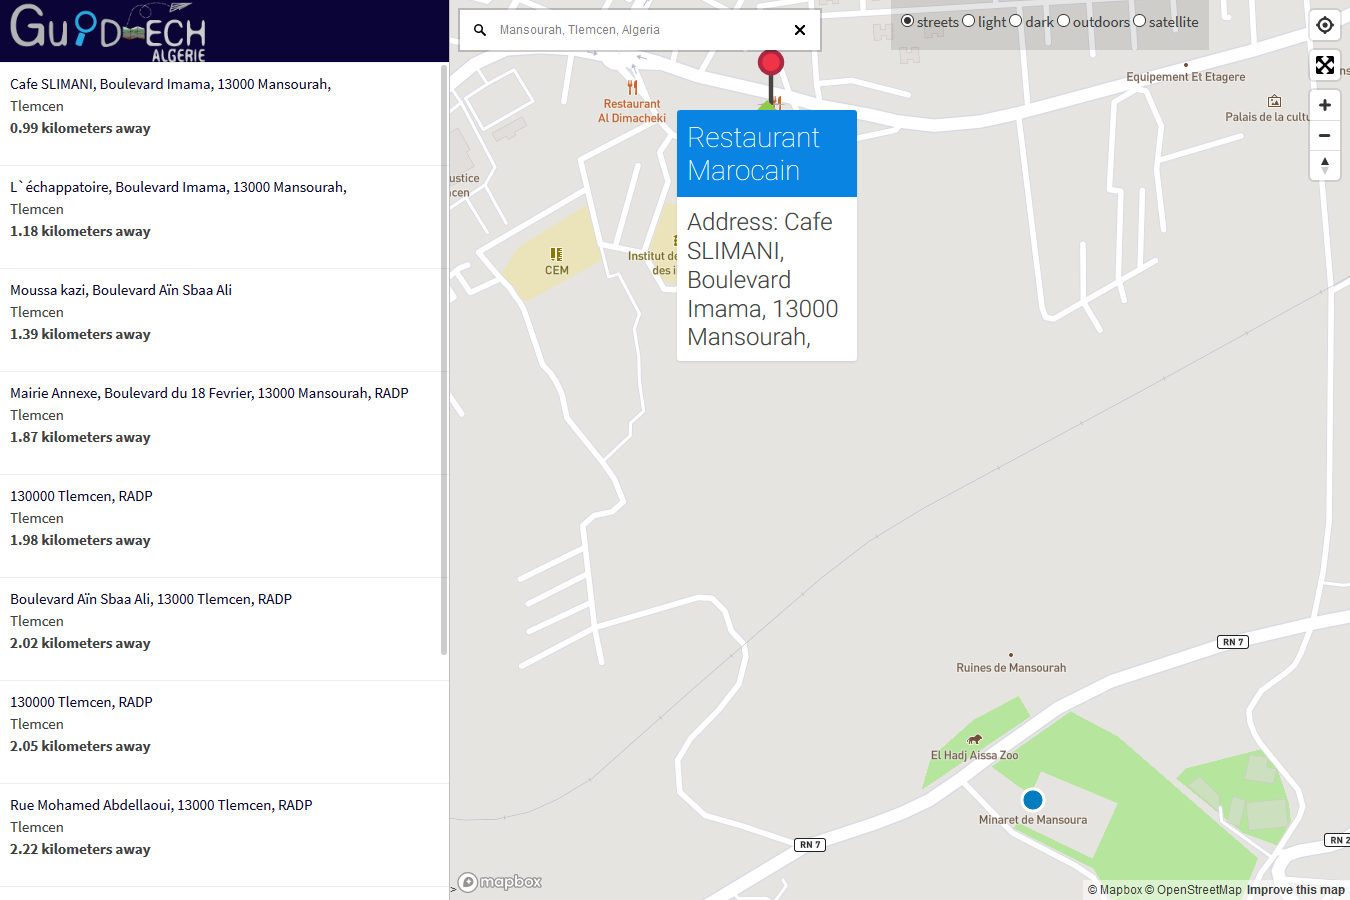 GuiD-ECH
ALGERIE
Cafe SLIMANI, Boulevard Imama, 13000 Mansourah,
Tlemcen
0.99 kilometers away
L`échappatoire, Boulevard Imama, 13000 Mansourah,
Tlemcen
1.18 kilometers away
Moussa kazi, Boulevard Aïn Sbaa Ali
Tlemcen
1.39 kilometers away
Mairie Annexe, Boulevard du 18 Fevrier, 13000 Mansourah, RADP
Tlemcen
1.87 kilometers away
130000 Tlemcen, RADP
Tlemcen
1.98 kilometers away
Boulevard Aïn Sbaa Ali, 13000 Tlemcen, RADP
Tlemcen
2.02 kilometers away
130000 Tlemcen, RADP
Tlemcen
2.05 kilometers away
Rue Mohamed Abdellaoui, 13000 Tlemcen, RADP
Tlemcen
2.22 kilometers away
Mansourah, Tlemcen, Algeria
streets light dark outdoors satellite
Equipement Et Etagere
Palais de la cultu
Restaurant
Al Dimacheki
Restaurant
Marocain
Address: Cafe
SLIMANI,
Boulevard
Imama, 13000
Mansourah,
ustice
cen
CEM
Institut de
des i
RN 7
Ruines de Mansourah
El Hadj Aissa Zoo
Minaret de Mansoura
RN 7
RN 2
>
mapbox
© Mapbox © OpenStreetMap Improve this map